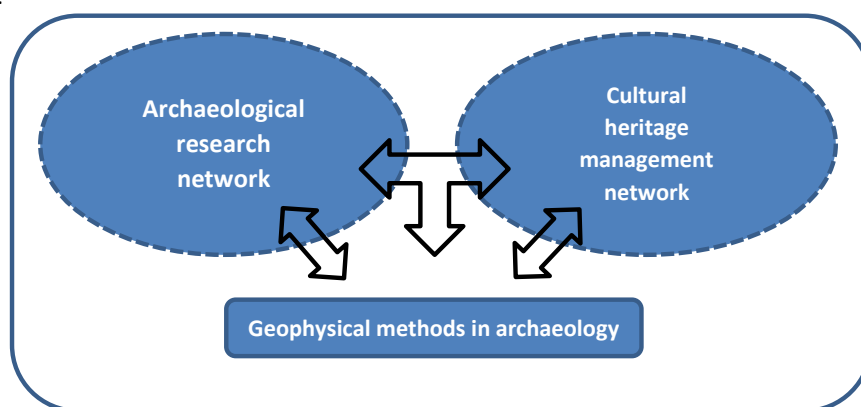 Archaeological
research
network
Cultural
heritage
management
network
Geophysical methods in archaeology